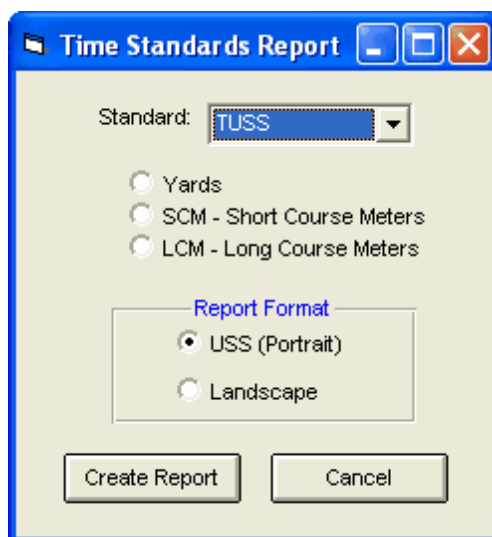 Time Standards Report
Standard: TUSS
Yards
SCM - Short Course Meters
LCM - Long Course Meters
Report Format
USS (Portrait)
Landscape
Create Report Cancel